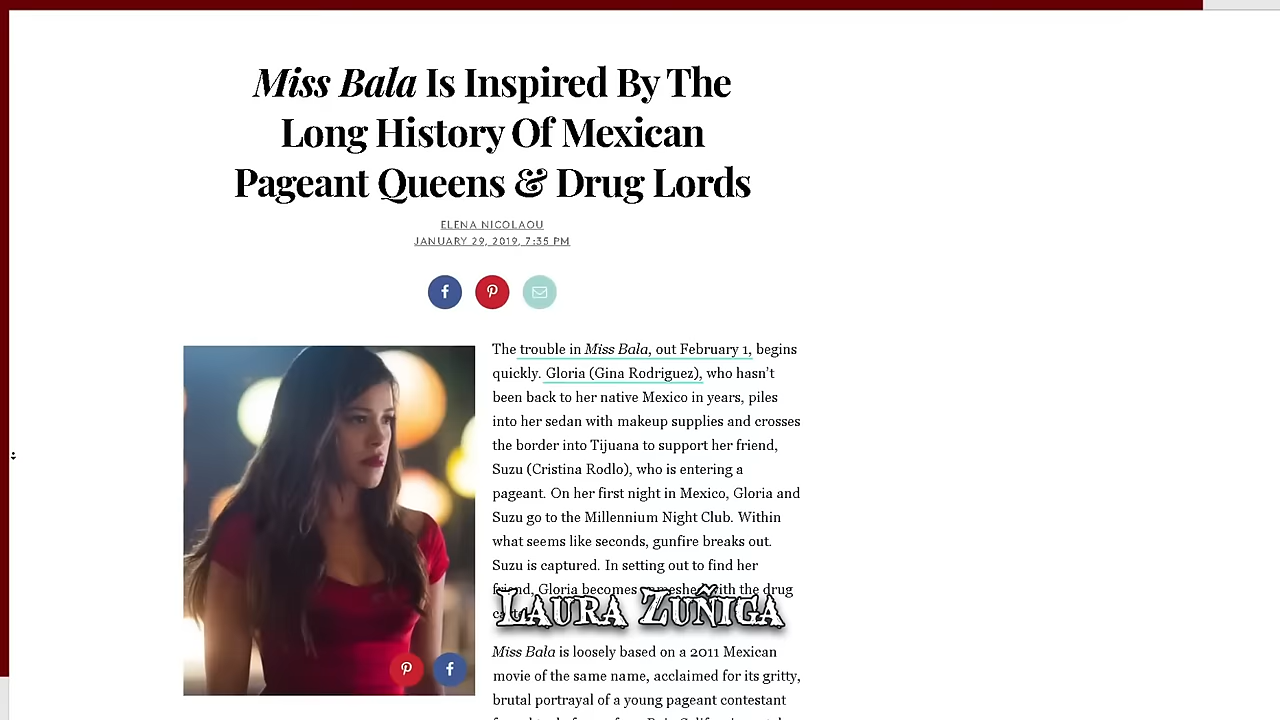 Miss Bala Is Inspired By The
Long History Of Mexican
Pageant Queens & Drug Lords
ELENA NICOLAOU
JANUARY 29, 2019, 7:35 PM
The trouble in Miss Bala, out February 1, begins
quickly. Gloria (Gina Rodriguez), who hasn't
been back to her native Mexico in years, piles
into her sedan with makeup supplies and crosses
the border into Tijuana to support her friend,
Suzu (Cristina Rodlo), who is entering a
pageant. On her first night in Mexico, Gloria and
Suzu go to the Millennium Night Club. Within
what seems like seconds, gunfire breaks out.
Suzu is captured. In setting out to find her
friend, Gloria becomes with the drug
LAURA ZUÑIGA
Miss Bala is loosely based on a 2011 Mexican
movie of the same name, acclaimed for its gritty,
brutal portrayal of a young pageant contestant